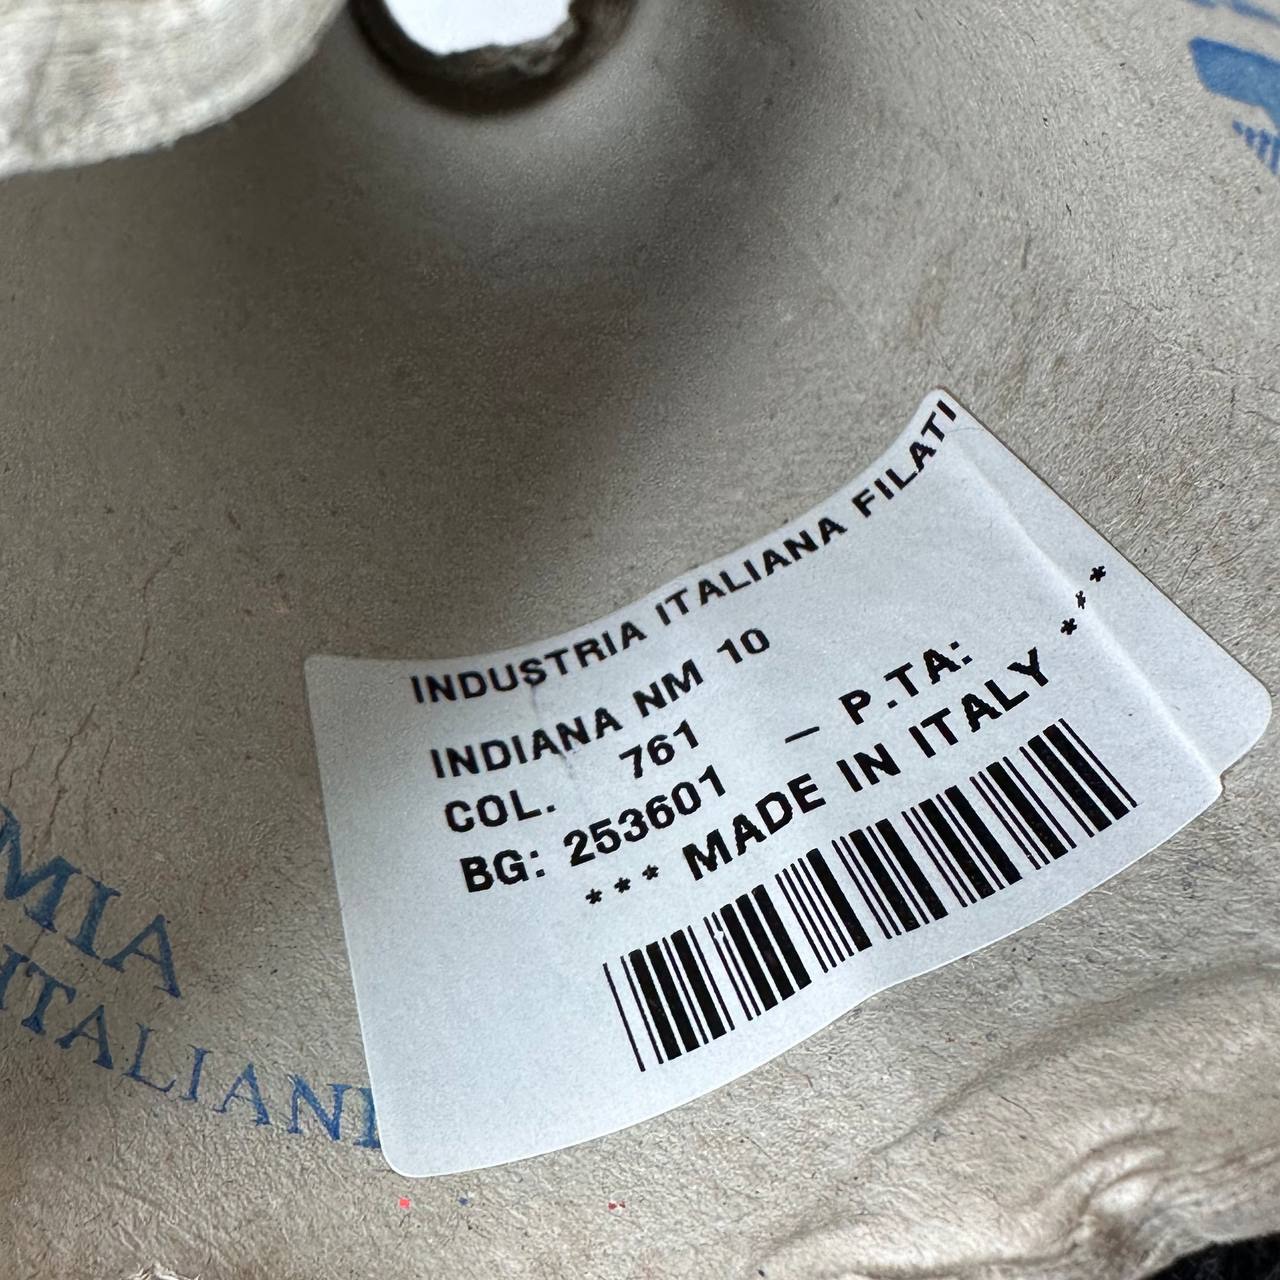 INDUSTRIA ITALIANA FILATI
INDIANA NM 10
COL. 761 – P.TA:
BG: 253601
*** MADE IN ITALY ***
MIA
ITALIANI